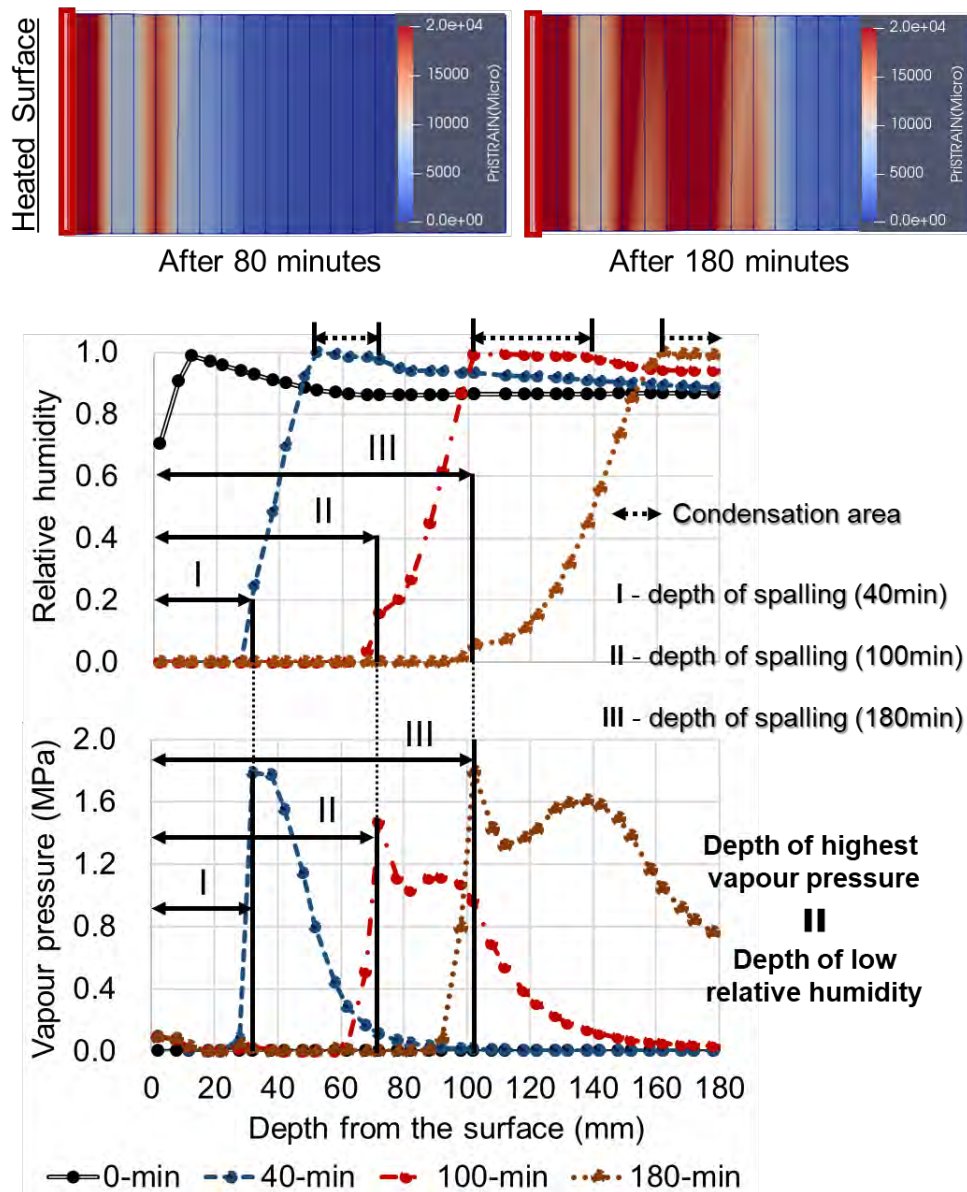 Heated Surface
2.0e+04
15000
10000
5000
0.0e+00
PriSTRAIN(Micro)
2.0e+04
15000
10000
5000
0.0e+00
PriSTRAIN(Micro)
After 80 minutes
After 180 minutes
Relative humidity
1.0
0.8
0.6
0.4
0.2
0.0
III
II
I
Condensation area
I - depth of spalling (40min)
II - depth of spalling (100min)
III - depth of spalling (180min)
Vapour pressure (MPa)
2.0
1.6
1.2
0.8
0.4
0.0
III
II
I
Depth of highest
vapour pressure
=
Depth of low
relative humidity
0 20 40 60 80 100 120 140 160 180
Depth from the surface (mm)
0-min 40-min 100-min 180-min